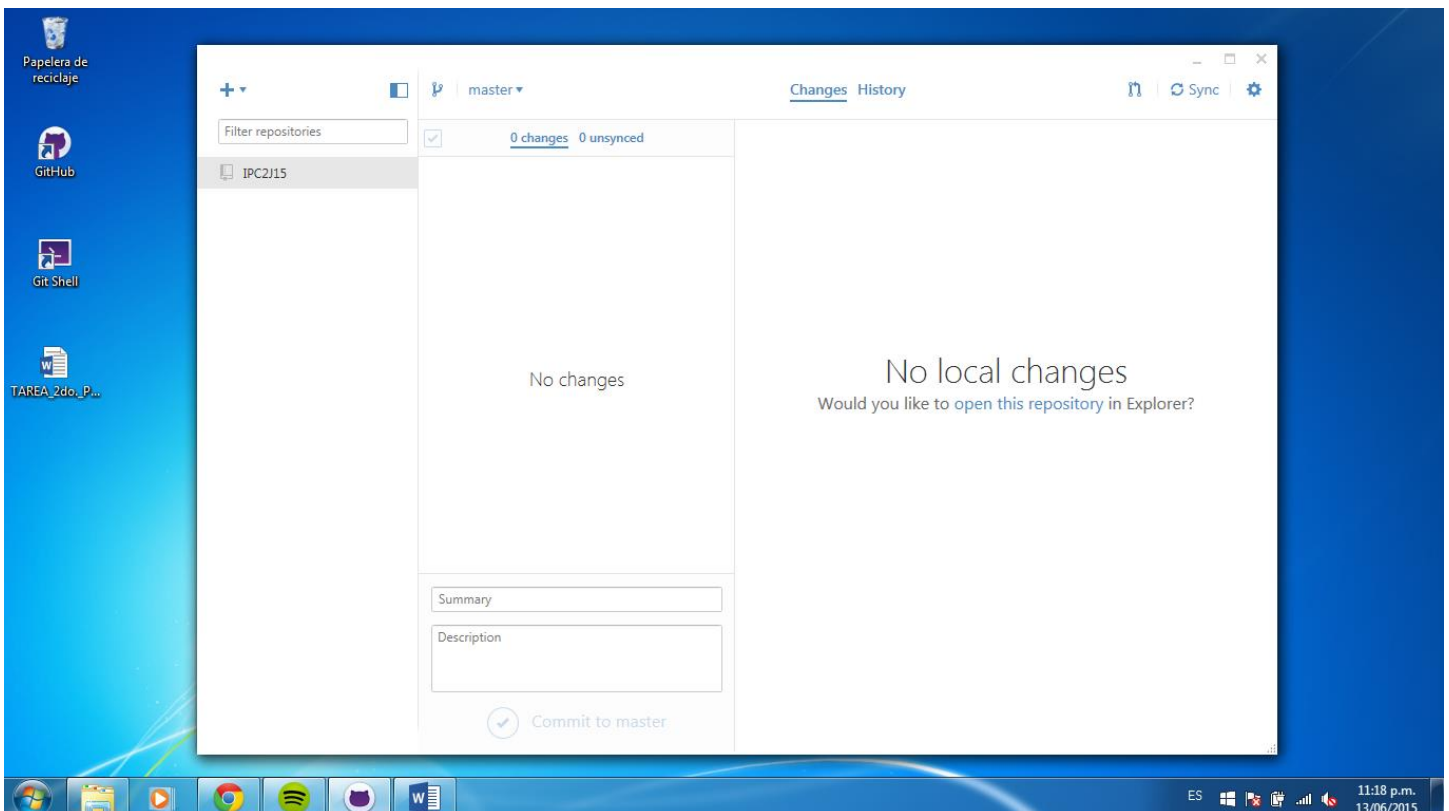 Papelera de
reciclaje
GitHub
Git Shell
TAREA_2do._P...
master
Changes History
Sync
Filter repositories
0 changes 0 unsynced
IPC2J15
No changes
No local changes
Would you like to open this repository in Explorer?
Summary
Description
Commit to master
ES
11:18 p.m.
13/06/2015